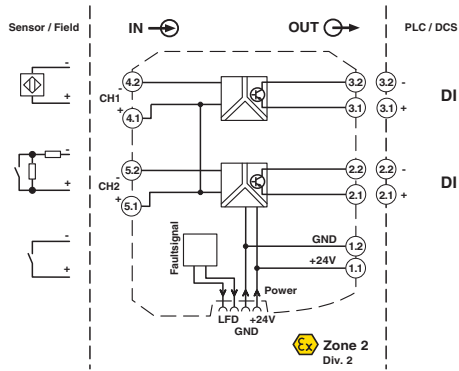 Sensor / Field
IN
OUT
PLC / DCS
-
+
4.2
-
CH1
+
4.1
3.2
3.1
3.2 -
3.1 +
DI
-
+
5.2
-
CH2
+
5.1
2.2
2.1
2.2 -
2.1 +
DI
-
+
Faultsignal
GND
1.2
+24V
1.1
Power
LFD
+24V
GND
Ex
Zone 2
Div. 2